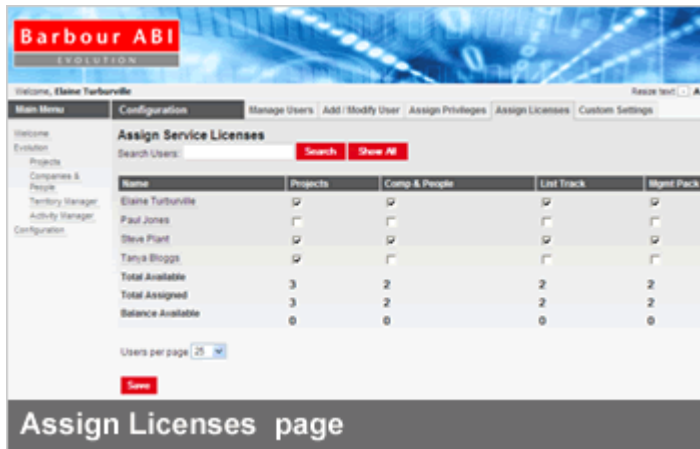 Barbour ABI
EVOLUTION
Welcome, Elaine Turburville
Resize text: - A
Main Menu
Configuration Manage Users Add / Modify User Assign Privileges Assign Licenses Custom Settings
Welcome
Evolution
Projects
Companies & People
Territory Manager
Activity Manager
Configuration
Assign Service Licenses
Search Users: Search Show All
Name Projects Comp & People List Track Mgmt Pack
Elaine Turburville
Paul Jones
Steve Plant
Tanya Bloggs
Total Available 3 2 2 2
Total Assigned 3 2 2 2
Balance Available 0 0 0 0
Users per page 25
Save
Assign Licenses page